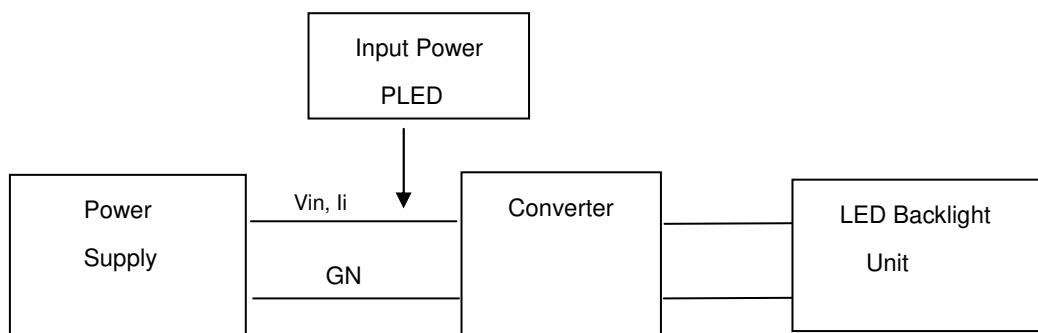 Input Power
PLED
Power
Supply
Vin, Ii
GN
Converter
LED Backlight
Unit